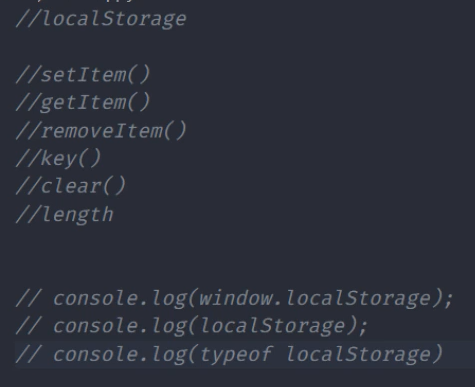 //localStorage
//setItem()
//getItem()
//removeItem()
//key()
//clear()
//length
// console.log(window.localStorage);
// console.log(localStorage);
// console.log(typeof localStorage)